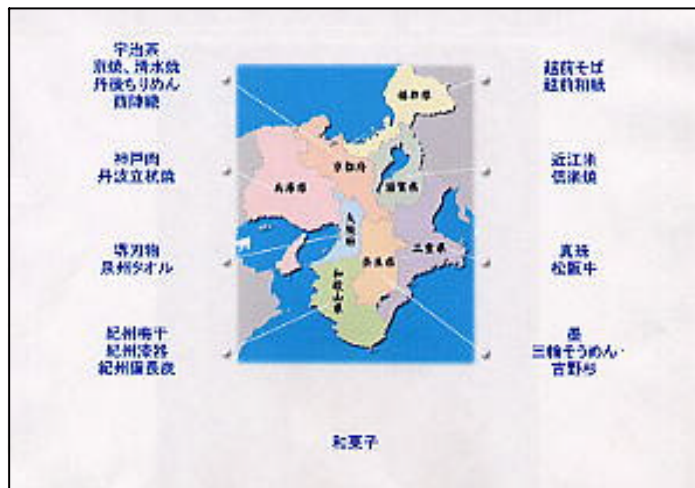 宇治茶
京焼、清水焼
丹後ちりめん
西陣織
神戸肉
丹波立杭焼
堺刃物
泉州タオル
紀州梅干
紀州漆器
紀州備長炭
越前そば
越前和紙
近江米
信楽焼
真珠
松阪牛
墨
三輪そうめん・
吉野杉
福井県
京都府
滋賀県
兵庫県
大阪府
三重県
奈良県
和歌山県
和菓子